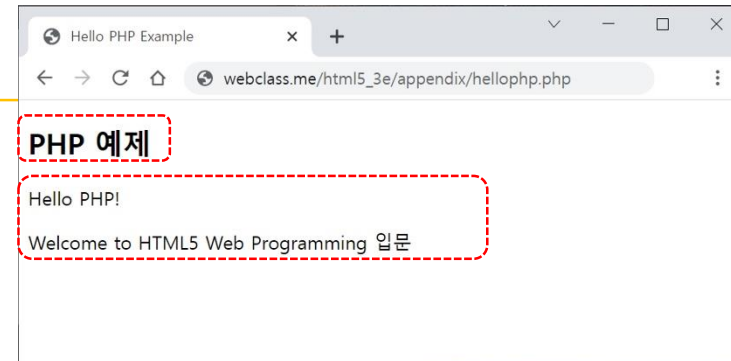 Hello PHP Example
webclass.me/html5_3e/appendix/hellophp.php
PHP 예제
Hello PHP!
Welcome to HTML5 Web Programming 입문